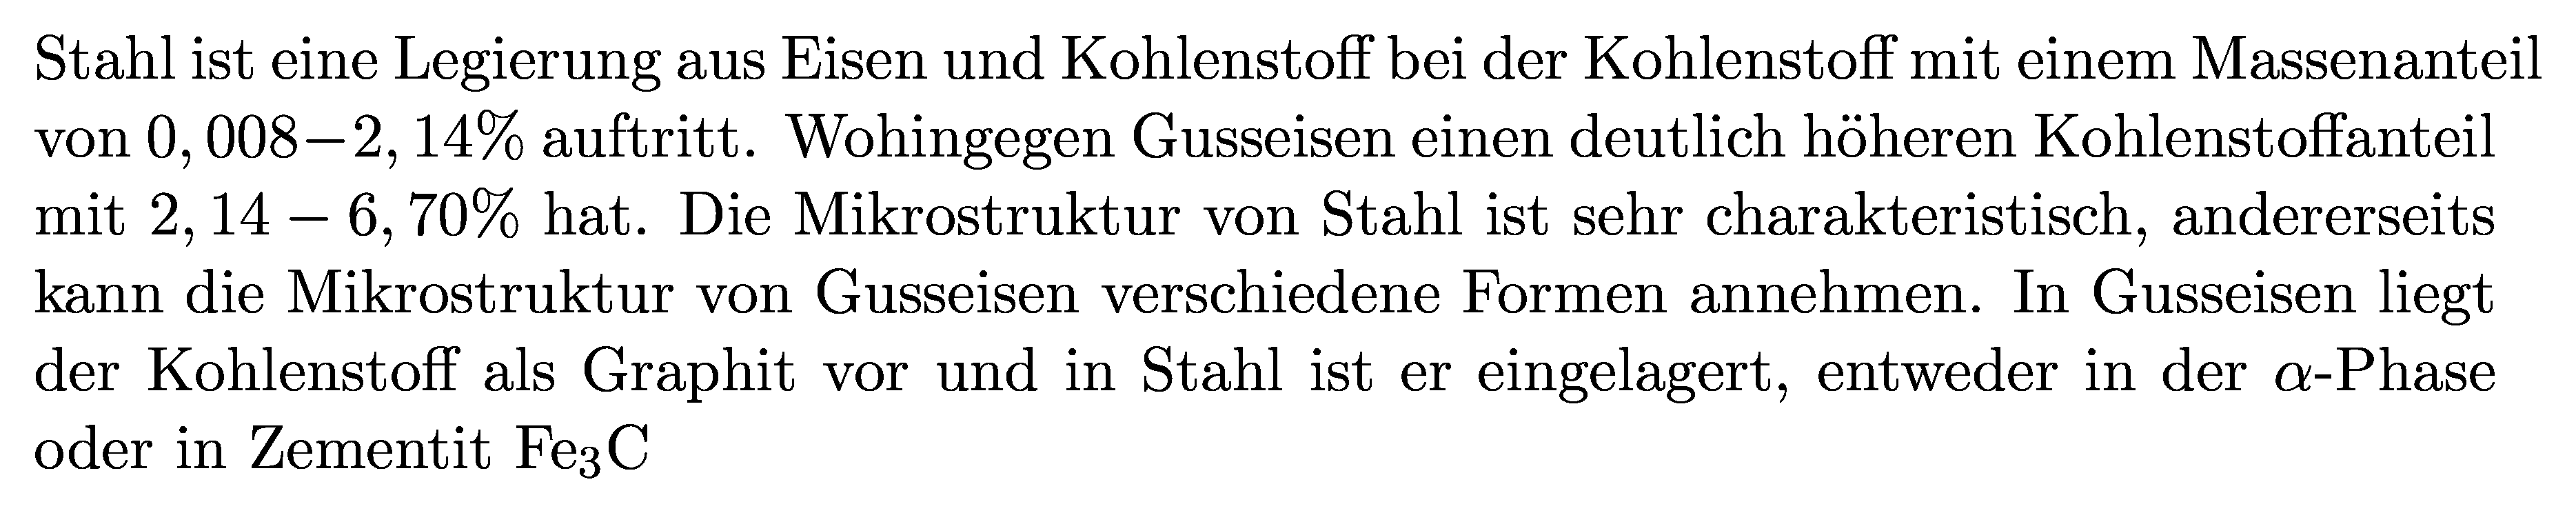 Stahl ist eine Legierung aus Eisen und Kohlenstoff bei der Kohlenstoff mit einem Massenanteil
von 0, 008−2, 14% auftritt. Wohingegen Gusseisen einen deutlich höheren Kohlenstoffanteil
mit 2, 14 − 6, 70% hat. Die Mikrostruktur von Stahl ist sehr charakteristisch, andererseits
kann die Mikrostruktur von Gusseisen verschiedene Formen annehmen. In Gusseisen liegt
der Kohlenstoff als Graphit vor und in Stahl ist er eingelagert, entweder in der α-Phase
oder in Zementit Fe₃C